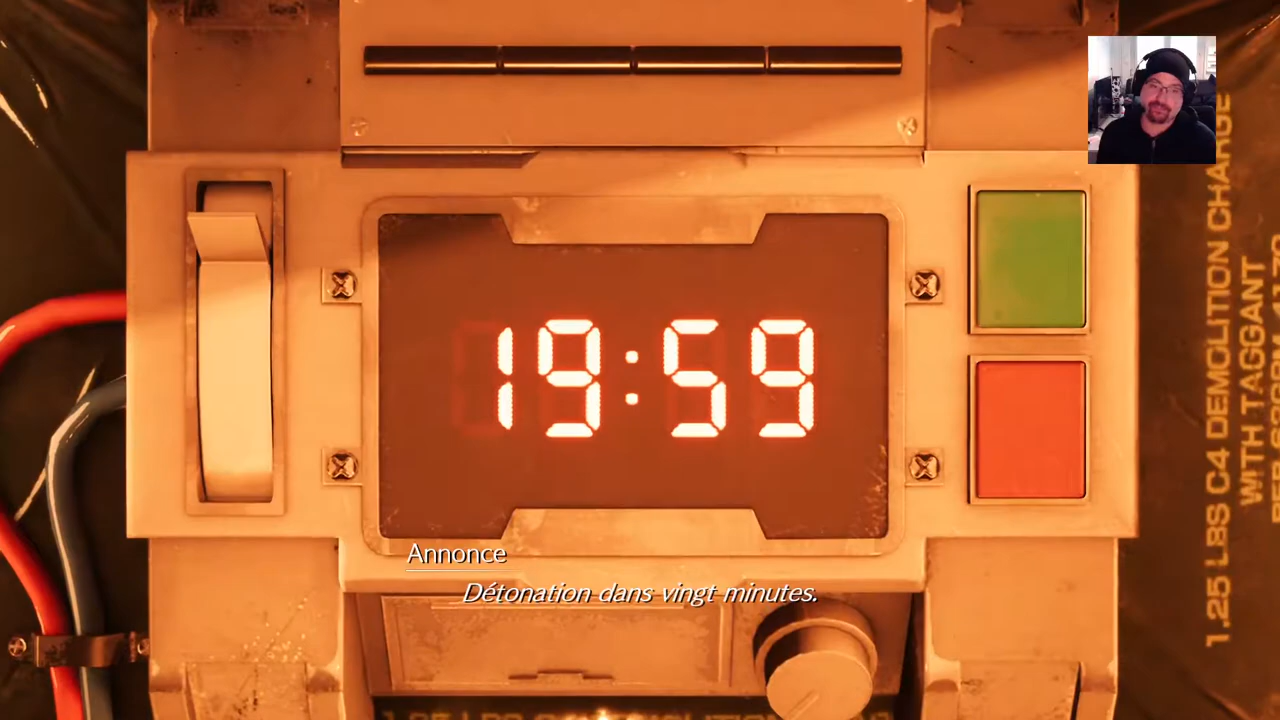 19:59
Annonce
Détonation dans vingt minutes.
1.25 LBS C4 DEMOLITION CHARGE
WITH TAGGANT